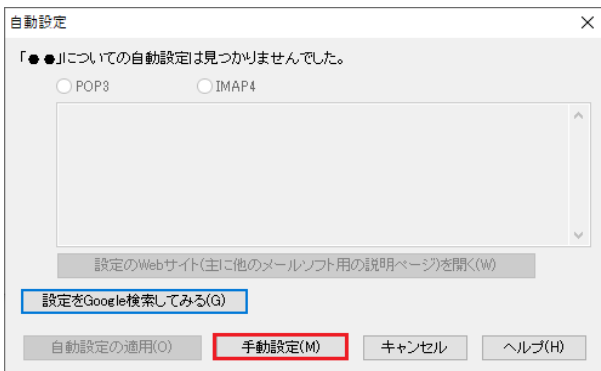 自動設定
「●●」についての自動設定は見つかりませんでした。
POP3 IMAP4
設定のWebサイト(主に他のメールソフト用の説明ページ)を開く(W)
設定をGoogle検索してみる(G)
自動設定の適用(O) 手動設定(M) キャンセル ヘルプ(H)